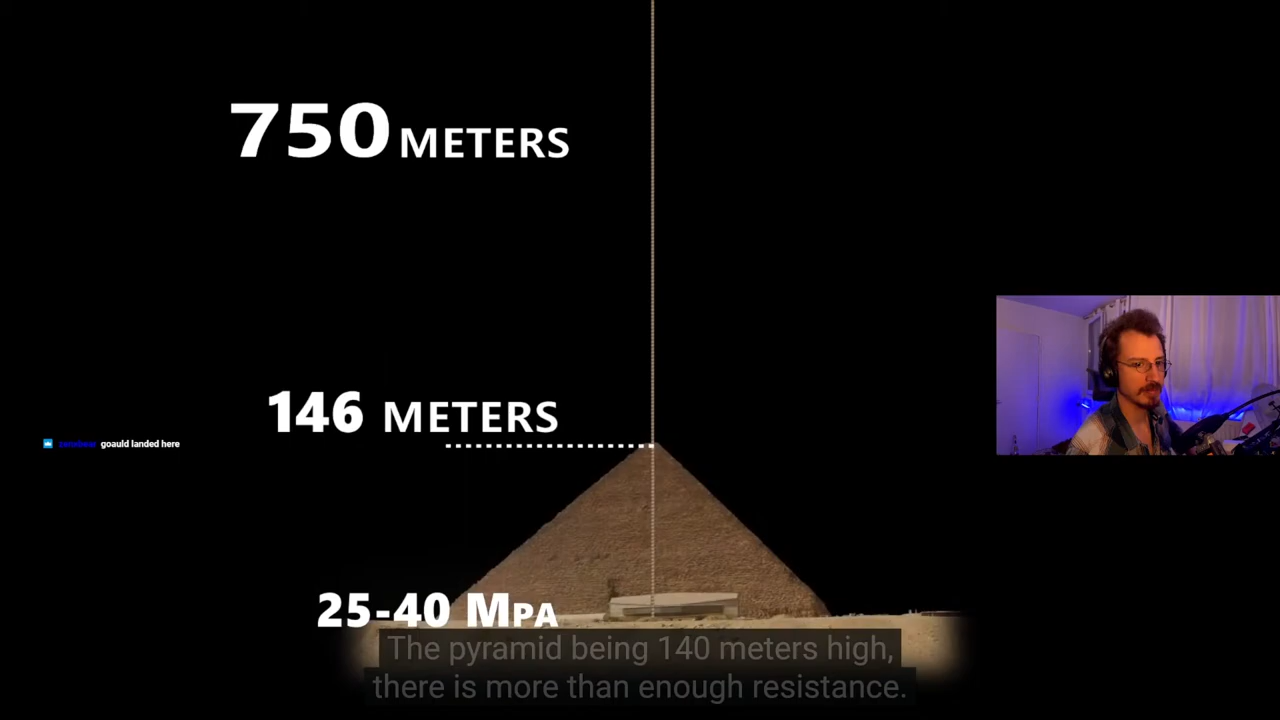 750 METERS
146 METERS
goauld landed here
25-40 MPA
The pyramid being 140 meters high,
there is more than enough resistance.